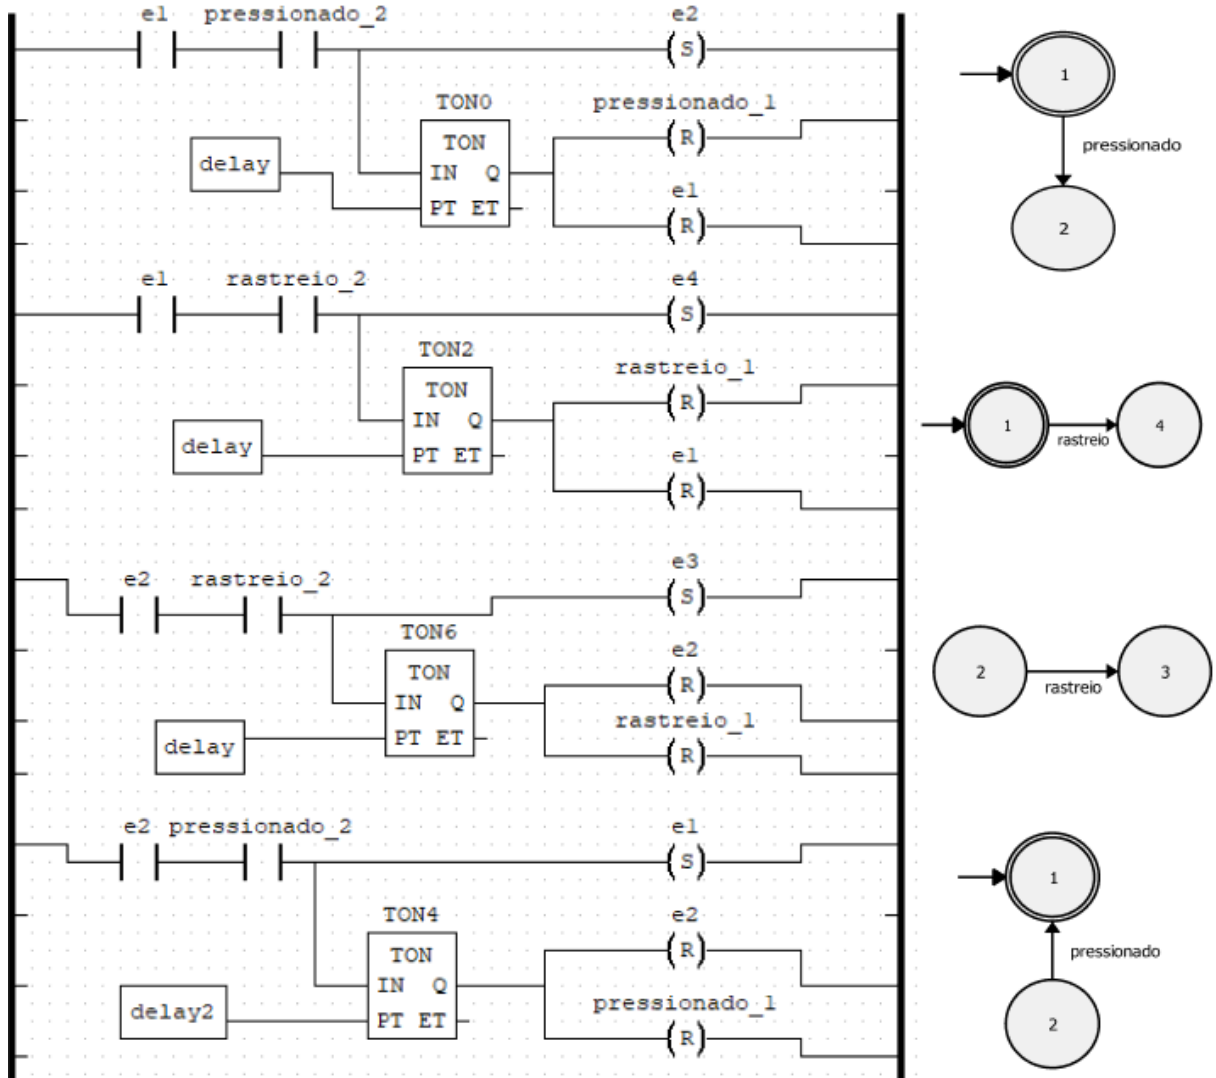 e1 pressionado_2 e2
S
TON0 pressionado_1
TON R
delay IN Q e1
PT ET R
1
pressionado
2
e1 rastreio_2 e4
S
TON2 rastreio_1
TON R
delay IN Q e1
PT ET R
1 rastreio 4
e2 rastreio_2 e3
S
TON6 e2
TON R
IN Q rastreio_1
delay PT ET R
2 rastreio 3
e2 pressionado_2 e1
S
TON4 e2
TON R
IN Q pressionado_1
delay2 PT ET R
1
pressionado
2